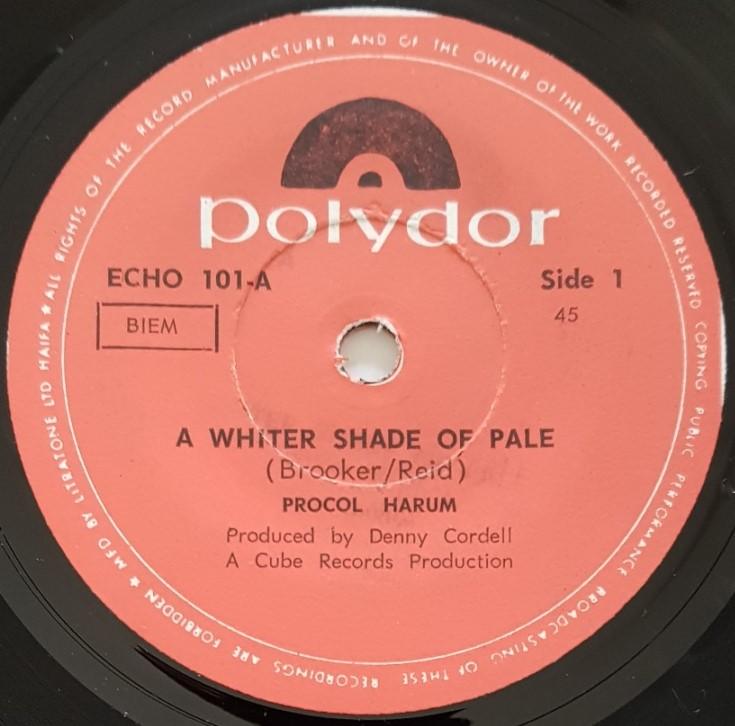 polydor
ECHO 101-A
Side 1
BIEM
45
A WHITER SHADE OF PALE
(Brooker/Reid)
PROCOL HARUM
Produced by Denny Cordell
A Cube Records Production
★ MFD BY LITRATONE LTD HAIFA ★ ALL RIGHTS OF THE RECORD MANUFACTURER AND OF THE OWNER OF THE WORK RECORDED RESERVED COPYING PUBLIC PERFORMANCE BROADCASTING OF THESE RECORDINGS ARE FORBIDDEN